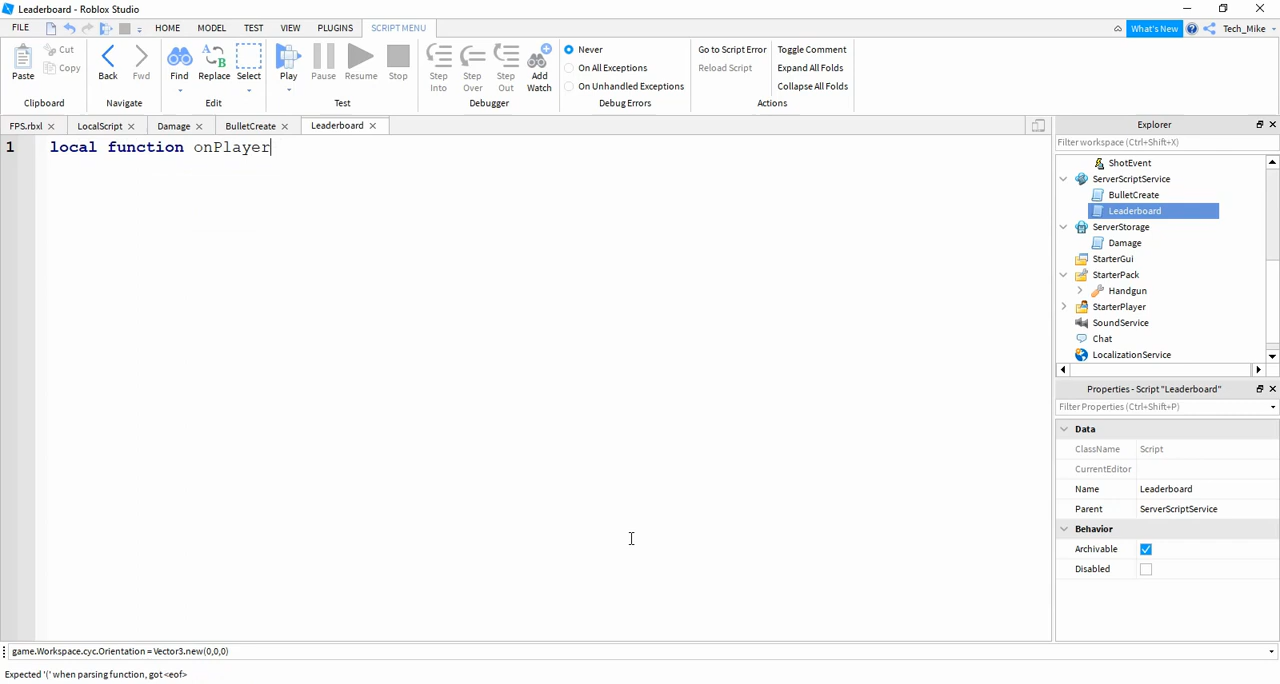 Leaderboard - Roblox Studio
FILE HOME MODEL TEST VIEW PLUGINS SCRIPT MENU What's New Tech_Mike
Paste Cut Copy Back Fwd Find Replace Select Play Pause Resume Stop Step Into Step Over Step Out Add Watch
Never
On All Exceptions
On Unhandled Exceptions
Go to Script Error
Reload Script
Toggle Comment
Expand All Folds
Collapse All Folds
Clipboard Navigate Edit Test Debugger Debug Errors Actions
FPS.rbxl LocalScript Damage BulletCreate Leaderboard
1 local function onPlayer
Explorer
Filter workspace (Ctrl+Shift+X)
ShotEvent
ServerScriptService
BulletCreate
Leaderboard
ServerStorage
Damage
StarterGui
StarterPack
Handgun
StarterPlayer
SoundService
Chat
LocalizationService
Properties - Script "Leaderboard"
Filter Properties (Ctrl+Shift+P)
Data
ClassName Script
CurrentEditor
Name Leaderboard
Parent ServerScriptService
Behavior
Archivable
Disabled
game.Workspace.cyc.Orientation = Vector3.new(0,0,0)
Expected '(' when parsing function, got <eof>